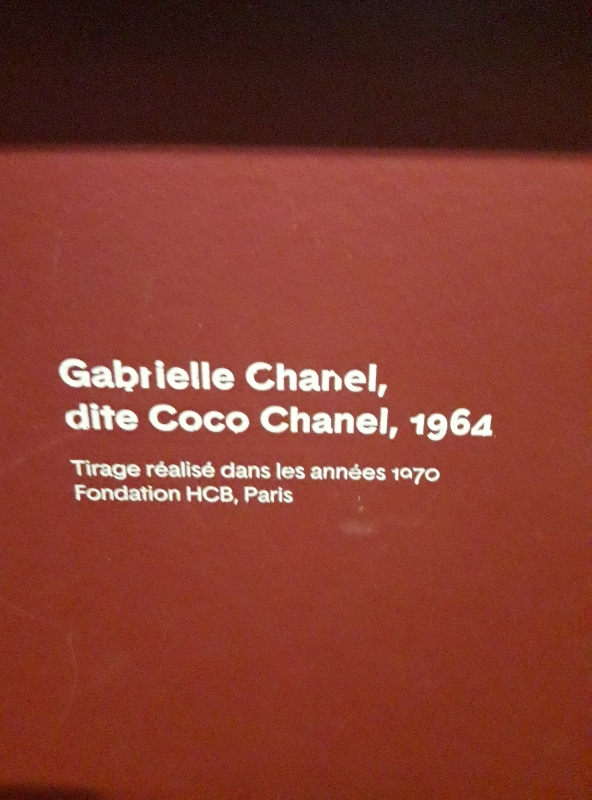 Gabrielle Chanel,
dite Coco Chanel, 1964
Tirage réalisé dans les années 1970
Fondation HCB, Paris